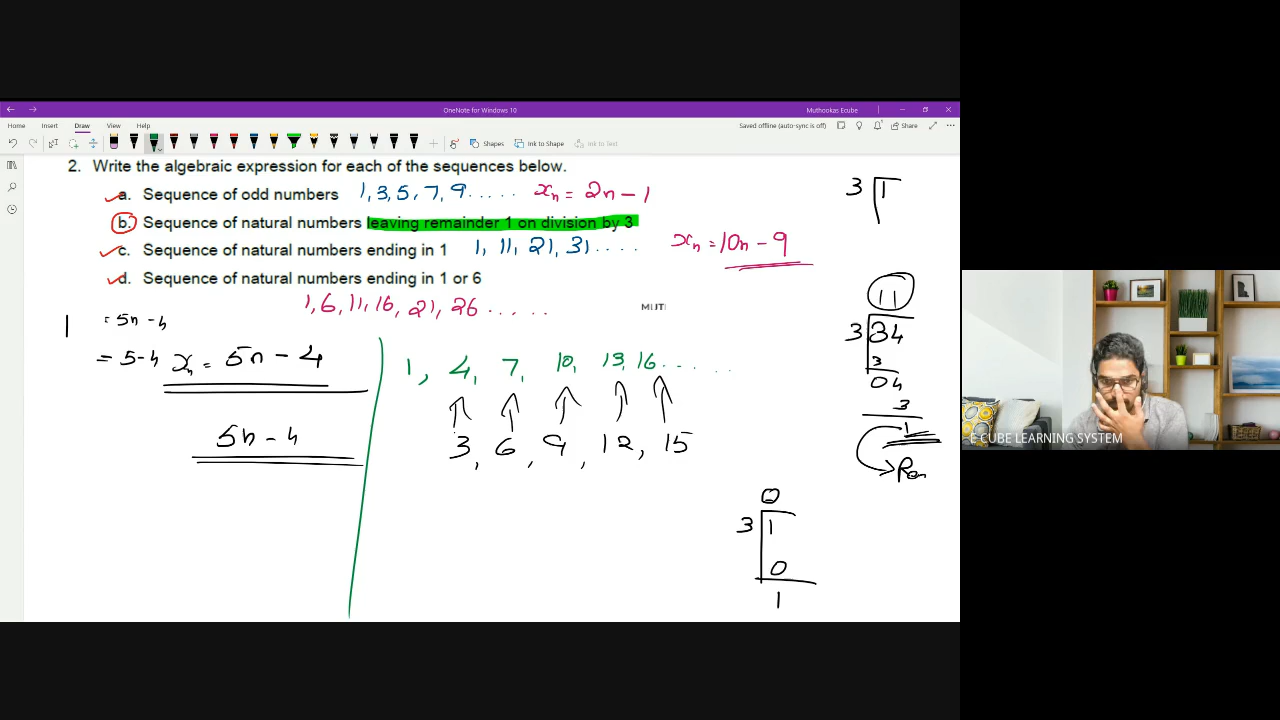 OneNote for Windows 10
Muthookas Ecube
Home Insert Draw View Help
Saved offline (auto-sync is off)
Share
Shapes
Ink to Shape
Ink to Text
2. Write the algebraic expression for each of the sequences below.
a. Sequence of odd numbers 1, 3, 5, 7, 9..... xn = 2n - 1
b. Sequence of natural numbers leaving remainder 1 on division by 3
c. Sequence of natural numbers ending in 1 1, 11, 21, 31.... xn = 10n - 9
d. Sequence of natural numbers ending in 1 or 6
1, 6, 11, 16, 21, 26......
MUT
1 = 5n - 4
= 5 - 4 xn = 5n - 4
5n - 4
1, 4, 7, 10, 13, 16......
3, 6, 9, 12, 15
3 1
11
3 34
3
04
3
1
Rem
0
3 1
0
1
E CUBE LEARNING SYSTEM